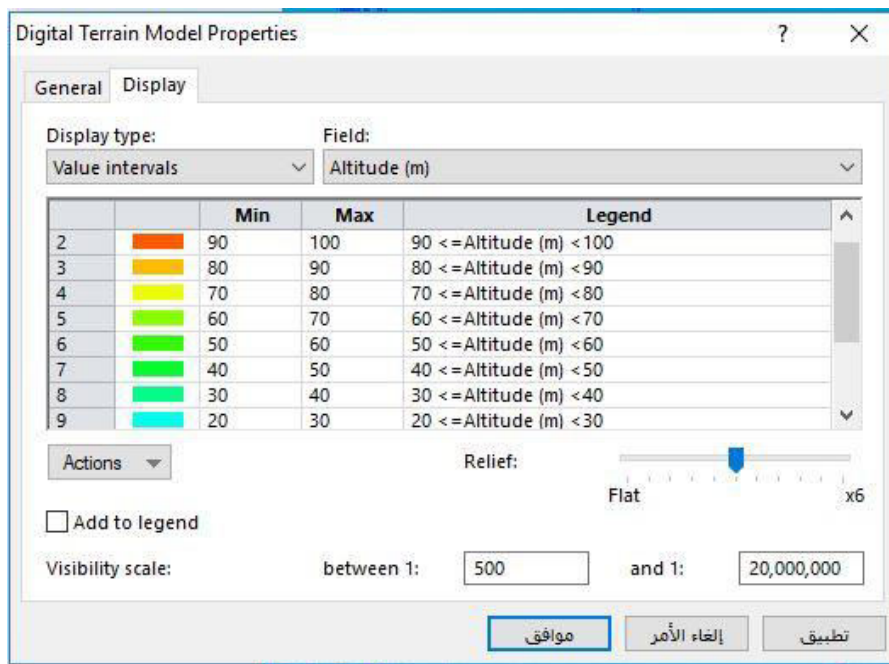 Digital Terrain Model Properties ?
General Display
Display type: Field:
Value intervals Altitude (m)
Min Max Legend
2 90 100 90 <=Altitude (m) <100
3 80 90 80 <=Altitude (m) <90
4 70 80 70 <=Altitude (m) <80
5 60 70 60 <=Altitude (m) <70
6 50 60 50 <=Altitude (m) <60
7 40 50 40 <=Altitude (m) <50
8 30 40 30 <=Altitude (m) <40
9 20 30 20 <=Altitude (m) <30
Actions Relief:
Flat x6
Add to legend
Visibility scale: between 1: 500 and 1: 20,000,000
موافق إلغاء الأمر تطبيق